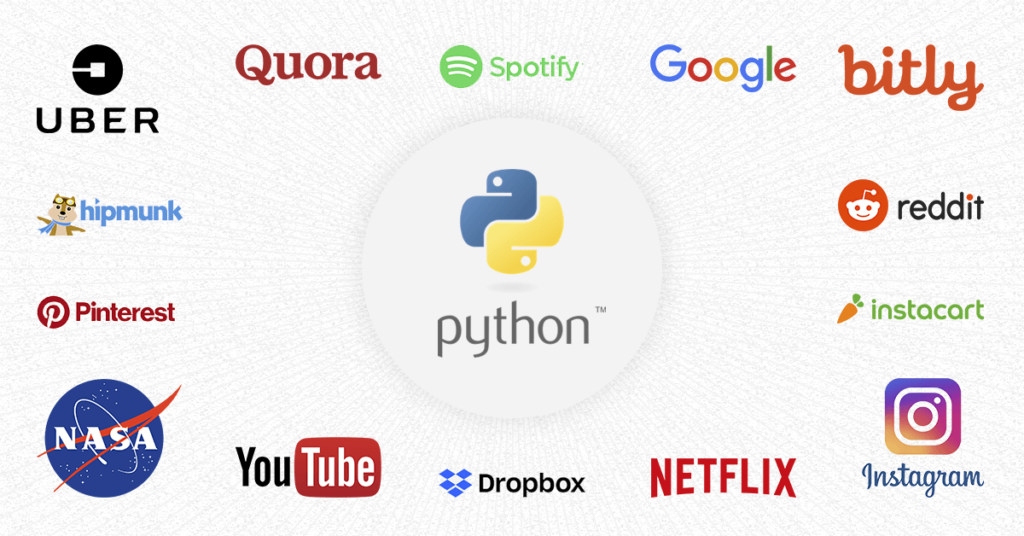 UBER
Quora
Spotify
Google
bitly
hipmunk
reddit
Pinterest
instacart
python™
NASA
YouTube
Dropbox
NETFLIX
Instagram